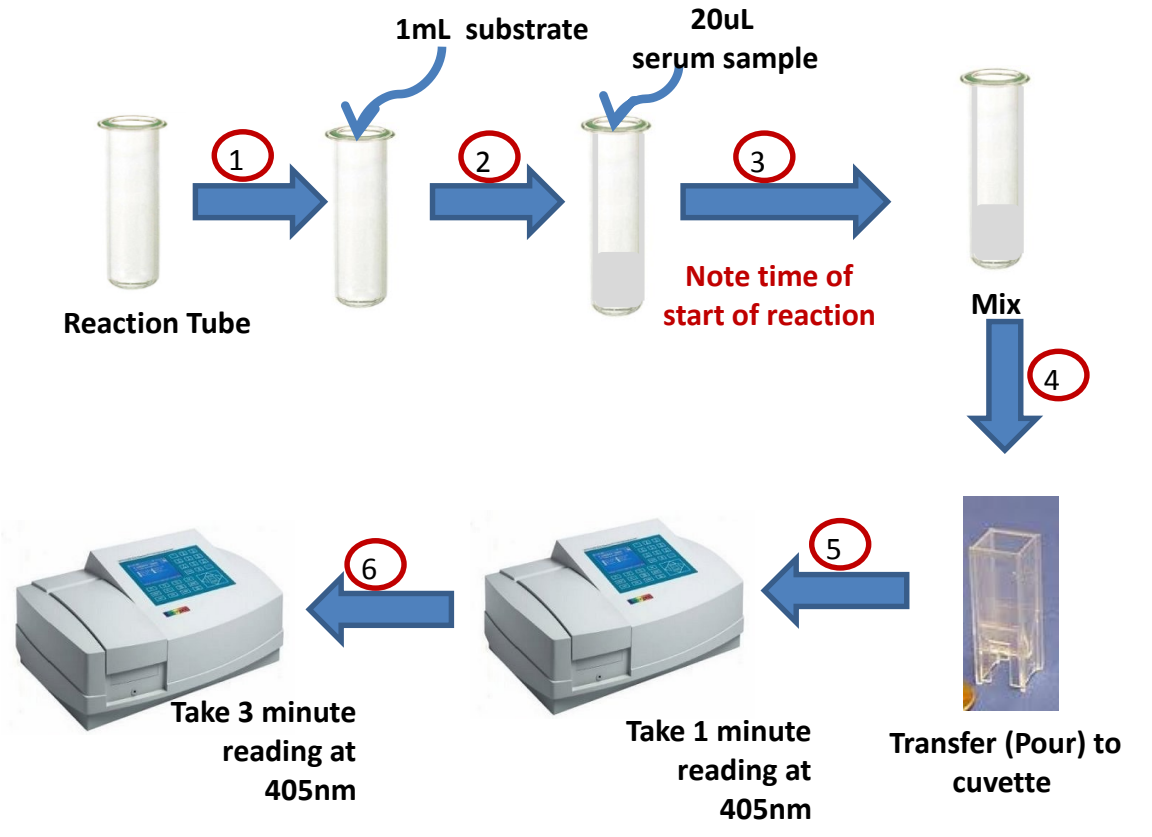 1mL substrate
20uL
serum sample
1
2
3
Reaction Tube
Note time of
start of reaction
Mix
4
5
6
Take 3 minute
reading at
405nm
Take 1 minute
reading at
405nm
Transfer (Pour) to
cuvette